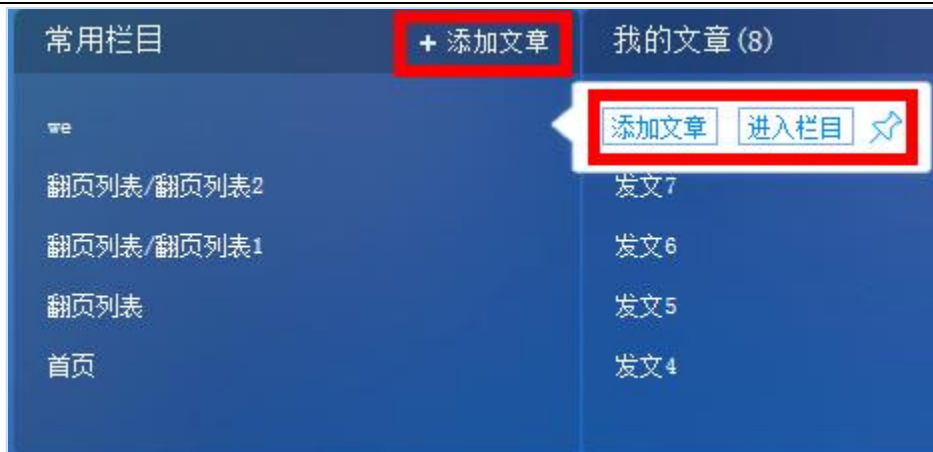 常用栏目
+ 添加文章
我的文章(8)
we
添加文章
进入栏目
翻页列表/翻页列表2
发文7
翻页列表/翻页列表1
发文6
翻页列表
发文5
首页
发文4